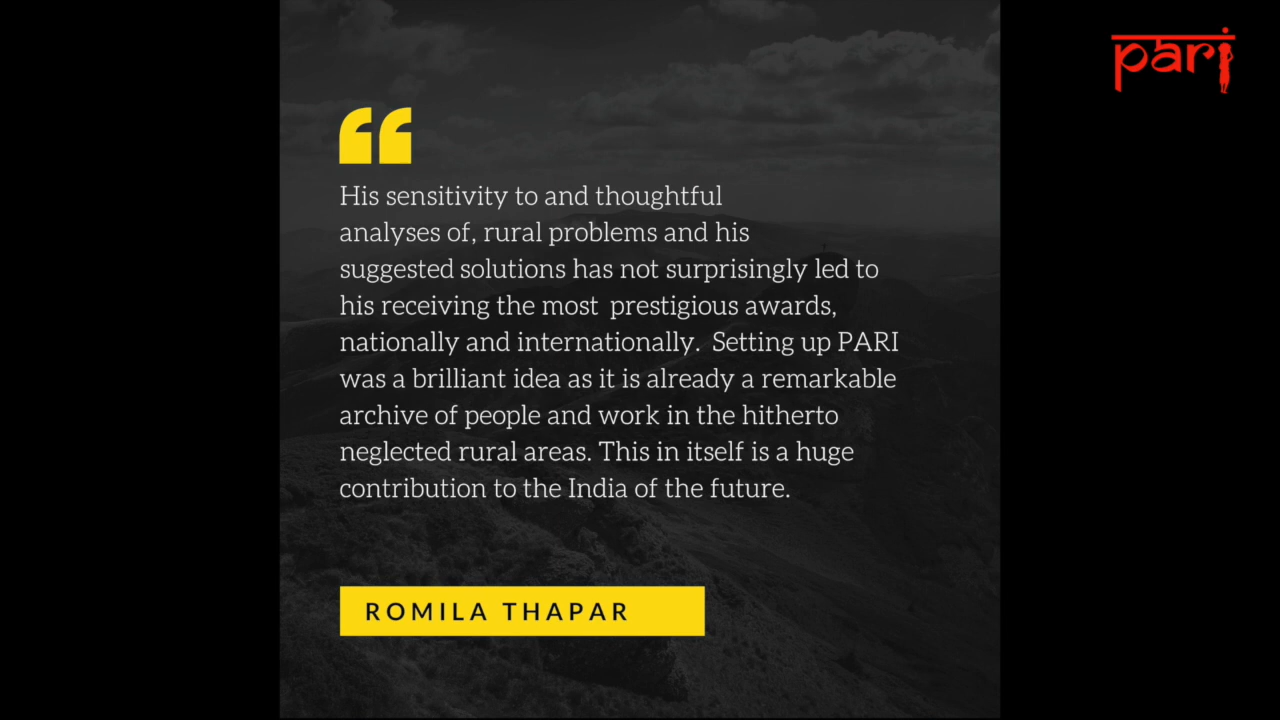 pari
His sensitivity to and thoughtful
analyses of, rural problems and his
suggested solutions has not surprisingly led to
his receiving the most  prestigious awards,
nationally and internationally.  Setting up PARI
was a brilliant idea as it is already a remarkable
archive of people and work in the hitherto
neglected rural areas. This in itself is a huge
contribution to the India of the future.
ROMILA THAPAR